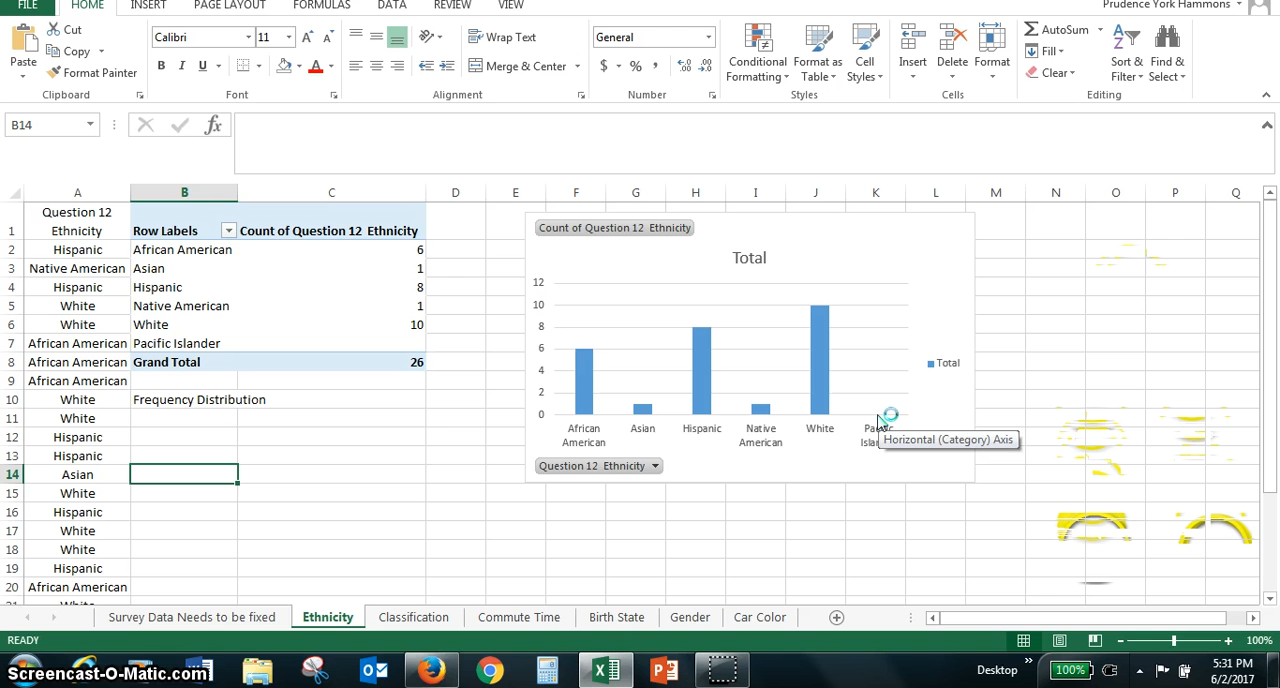 Prudence York Hammons
FILE HOME INSERT PAGE LAYOUT FORMULAS DATA REVIEW VIEW
Cut
Copy
Format Painter
Paste
Clipboard
Calibri 11
B I U
Font
Wrap Text
Merge & Center
Alignment
General
$ % ,
Number
Conditional Formatting
Format as Table
Cell Styles
Styles
Insert Delete Format
Cells
AutoSum
Fill
Clear
Sort & Filter
Find & Select
Editing
B14 fx
A B C D E F G H I J K L M N O P Q
1 Question 12 Ethnicity Row Labels Count of Question 12 Ethnicity
2 Hispanic African American 6
3 Native American Asian 1
4 Hispanic Hispanic 8
5 White Native American 1
6 White White 10
7 African American Pacific Islander
8 African American Grand Total 26
9 African American
10 White Frequency Distribution
11 White
12 Hispanic
13 Hispanic
14 Asian
15 White
16 Hispanic
17 White
18 White
19 Hispanic
20 African American
Count of Question 12 Ethnicity
Total
12
10
8
6
4
2
0
African American
Asian
Hispanic
Native American
White
Total
Horizontal (Category) Axis
Question 12 Ethnicity
Survey Data Needs to be fixed Ethnicity Classification Commute Time Birth State Gender Car Color
READY
100%
Screencast-O-Matic.com
Desktop
100%
5:31 PM
6/2/2017